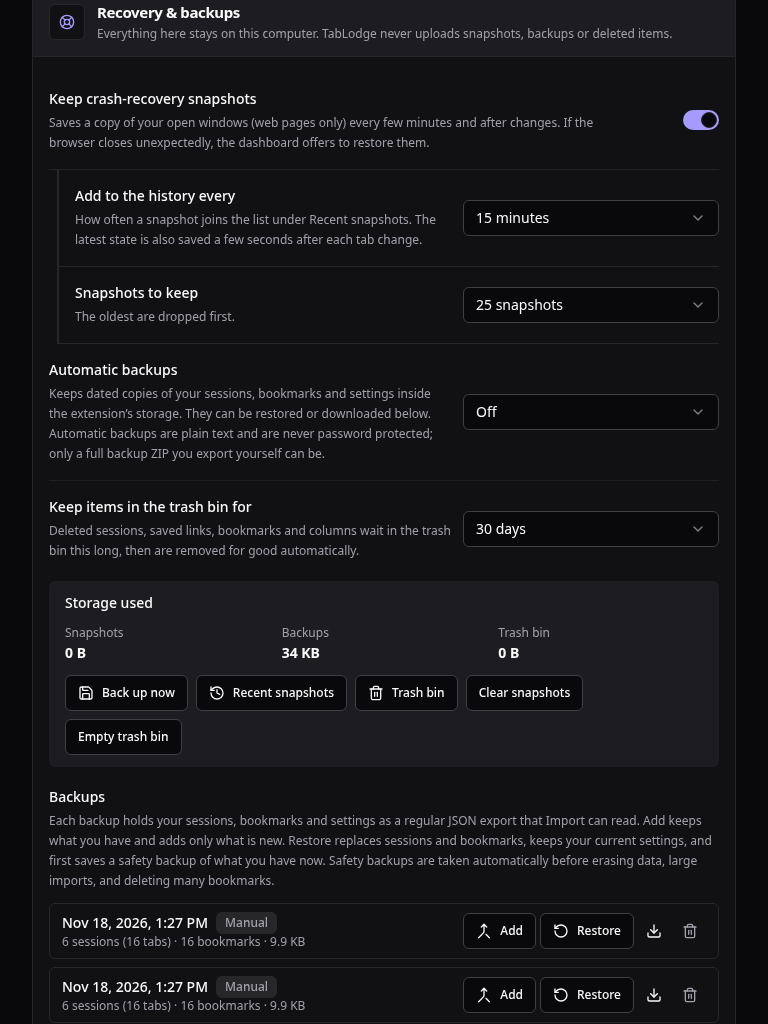 Recovery & backups
Everything here stays on this computer. TabLodge never uploads snapshots, backups or deleted items.
Keep crash-recovery snapshots
Saves a copy of your open windows (web pages only) every few minutes and after changes. If the
browser closes unexpectedly, the dashboard offers to restore them.
Add to the history every
How often a snapshot joins the list under Recent snapshots. The
latest state is also saved a few seconds after each tab change.
15 minutes
Snapshots to keep
The oldest are dropped first.
25 snapshots
Automatic backups
Keeps dated copies of your sessions, bookmarks and settings inside
the extension's storage. They can be restored or downloaded below.
Automatic backups are plain text and are never password protected;
only a full backup ZIP you export yourself can be.
Off
Keep items in the trash bin for
Deleted sessions, saved links, bookmarks and columns wait in the trash
bin this long, then are removed for good automatically.
30 days
Storage used
Snapshots Backups Trash bin
0 B 34 KB 0 B
Back up now Recent snapshots Trash bin Clear snapshots
Empty trash bin
Backups
Each backup holds your sessions, bookmarks and settings as a regular JSON export that Import can read. Add keeps
what you have and adds only what is new. Restore replaces sessions and bookmarks, keeps your current settings, and
first saves a safety backup of what you have now. Safety backups are taken automatically before erasing data, large
imports, and deleting many bookmarks.
Nov 18, 2026, 1:27 PM Manual
6 sessions (16 tabs) · 16 bookmarks · 9.9 KB
Add Restore
Nov 18, 2026, 1:27 PM Manual
6 sessions (16 tabs) · 16 bookmarks · 9.9 KB
Add Restore